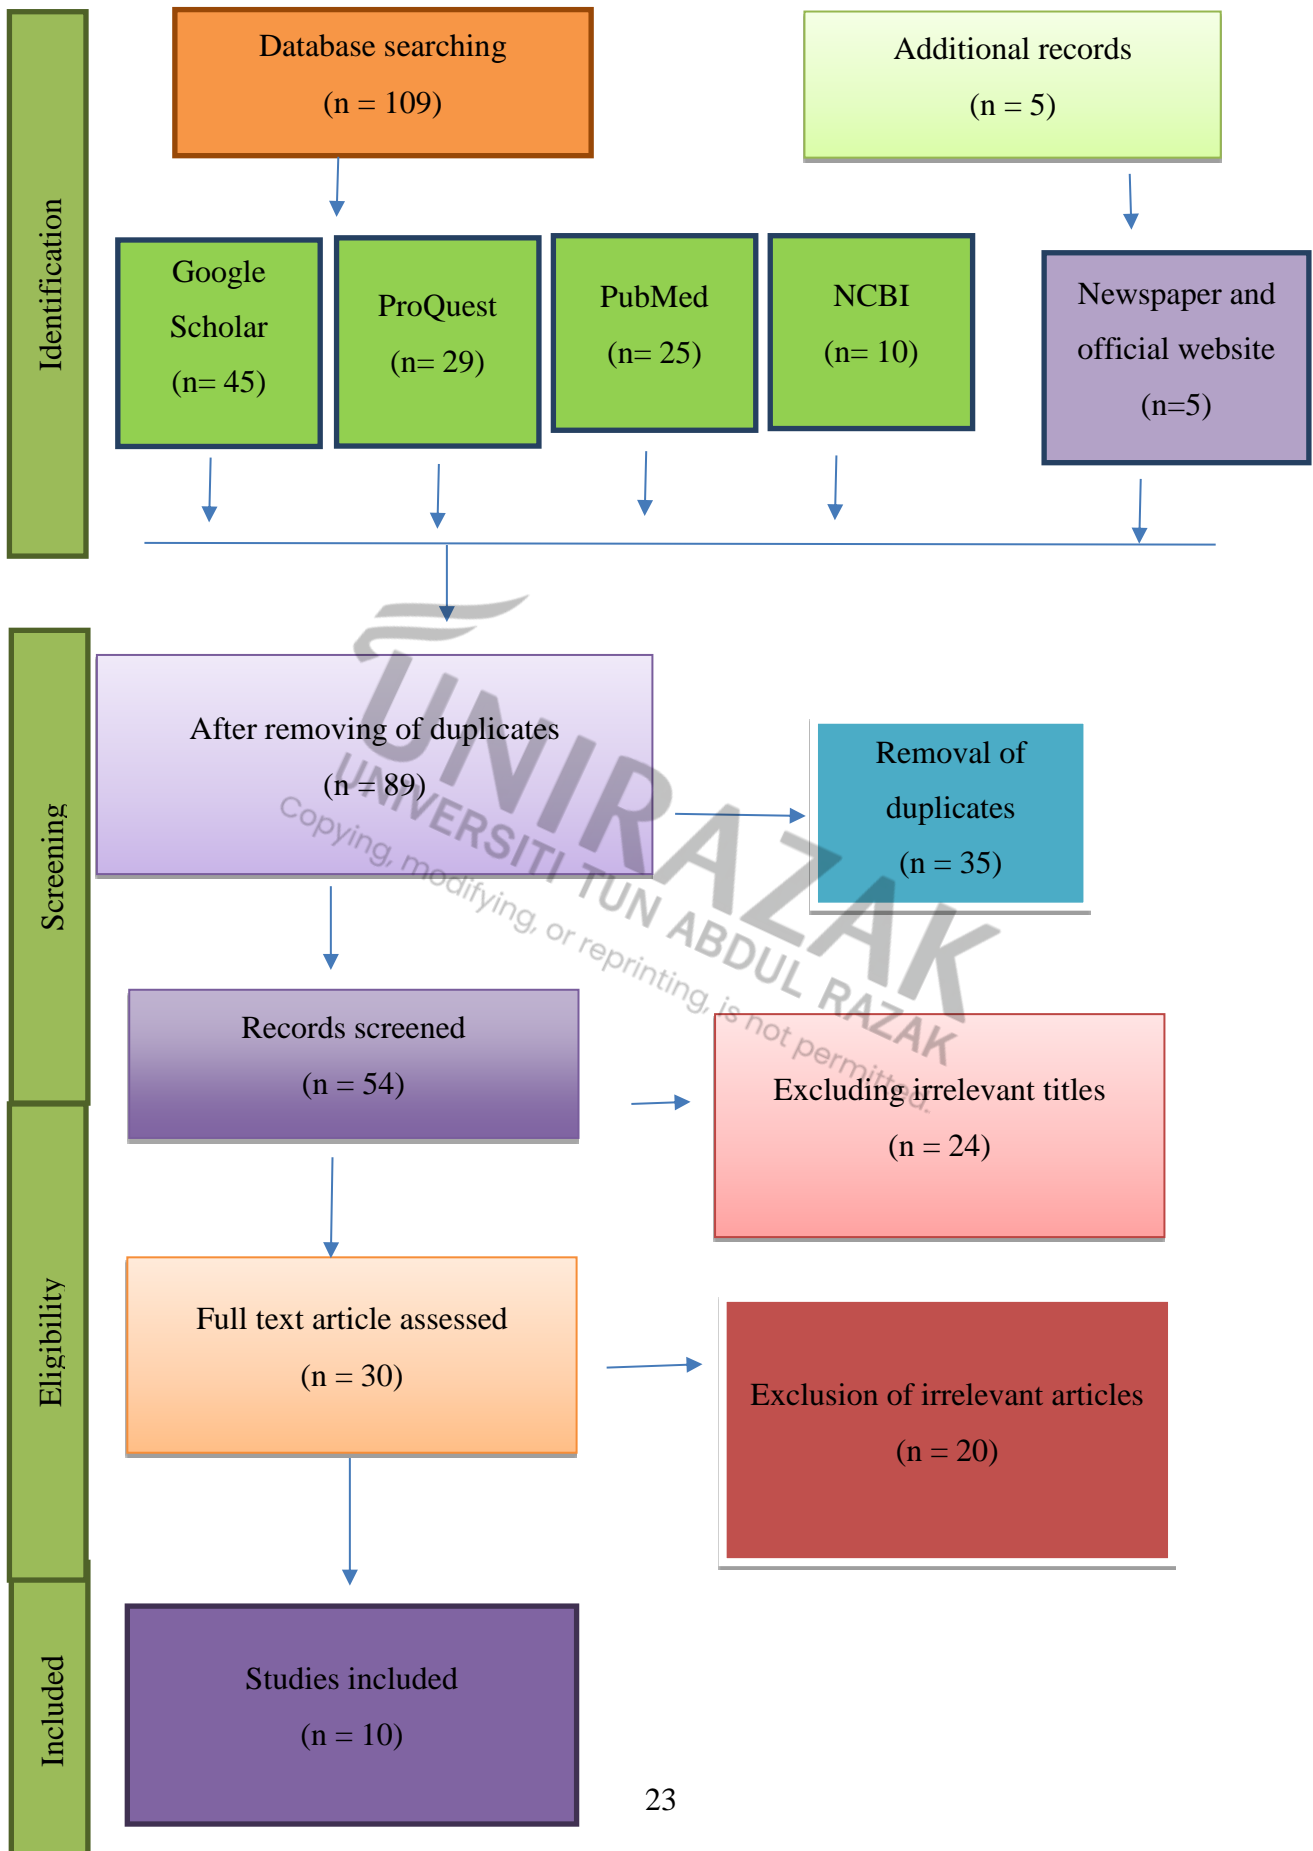 Identification
Database searching
(n = 109)
Additional records
(n = 5)
Google
Scholar
(n= 45)
ProQuest
(n= 29)
PubMed
(n= 25)
NCBI
(n= 10)
Newspaper and
official website
(n=5)
Screening
After removing of duplicates
(n = 89)
Removal of
duplicates
(n = 35)
Records screened
(n = 54)
Excluding irrelevant titles
(n = 24)
Eligibility
Full text article assessed
(n = 30)
Exclusion of irrelevant articles
(n = 20)
Included
Studies included
(n = 10)
UNIRAZAK
UNIVERSITI TUN ABDUL RAZAK
Copying, modifying, or reprinting, is not permitted.
23